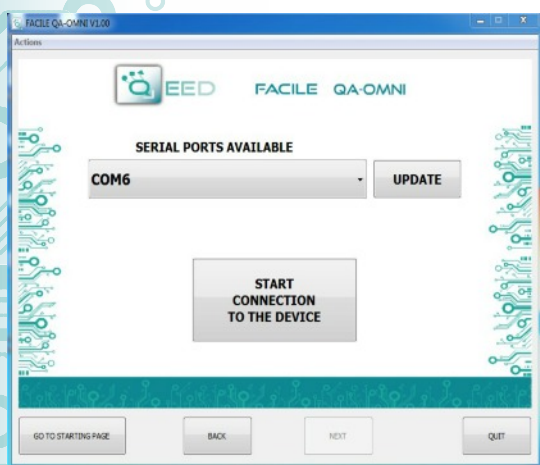 FACILE QA-OMNI V1.00
Actions
QEED FACILE QA-OMNI
SERIAL PORTS AVAILABLE
COM6
UPDATE
START
CONNECTION
TO THE DEVICE
GO TO STARTING PAGE
BACK
NEXT
QUIT